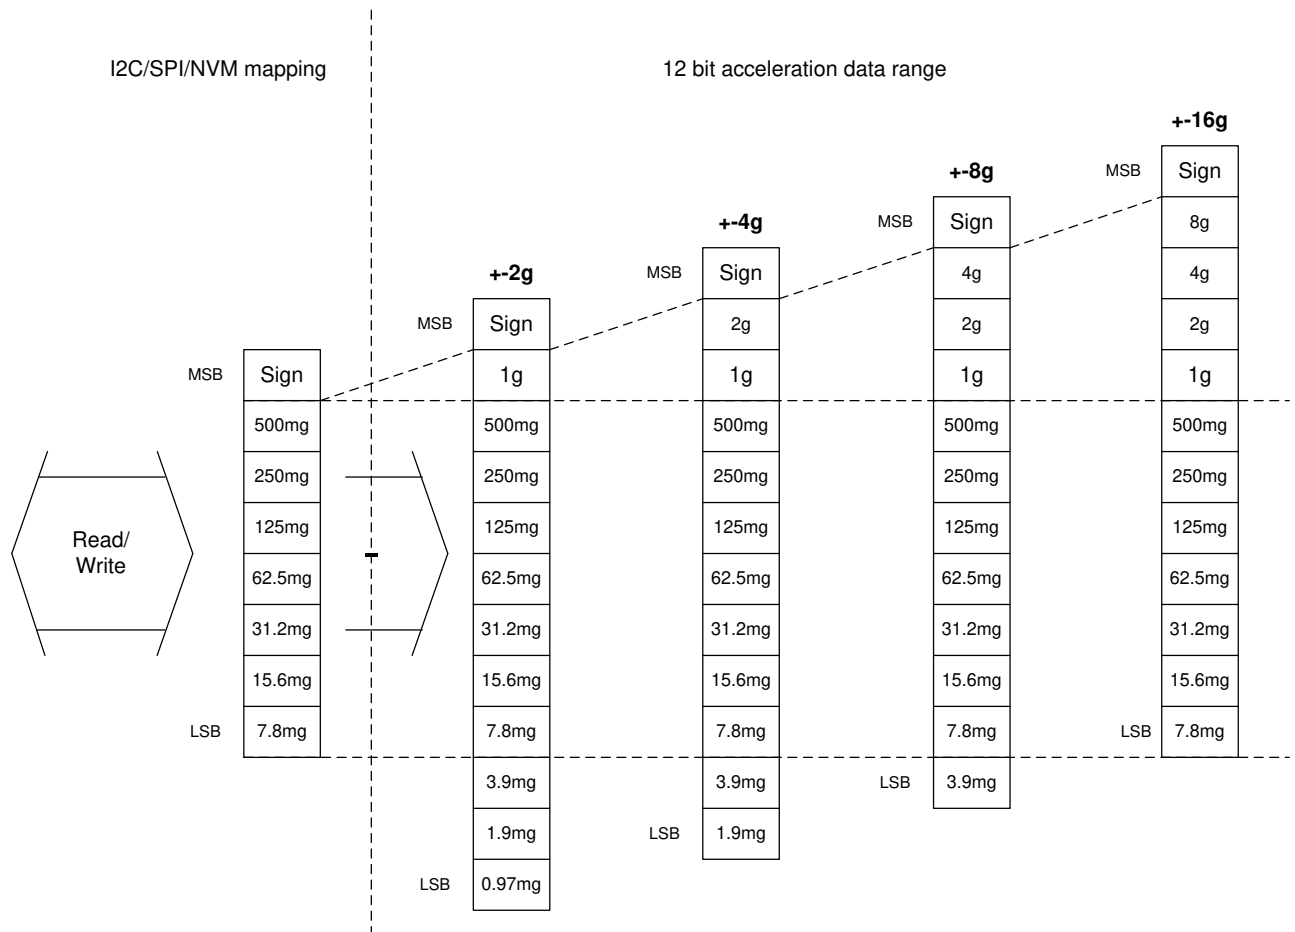 I2C/SPI/NVM mapping
12 bit acceleration data range
+-16g
MSB
Sign
8g
4g
2g
1g
500mg
250mg
125mg
62.5mg
31.2mg
15.6mg
LSB
7.8mg
+-8g
MSB
Sign
4g
2g
1g
500mg
250mg
125mg
62.5mg
31.2mg
15.6mg
7.8mg
LSB
3.9mg
+-4g
MSB
Sign
2g
1g
500mg
250mg
125mg
62.5mg
31.2mg
15.6mg
7.8mg
3.9mg
LSB
1.9mg
+-2g
MSB
Sign
1g
500mg
250mg
125mg
62.5mg
31.2mg
15.6mg
7.8mg
3.9mg
1.9mg
LSB
0.97mg
MSB
Sign
500mg
250mg
125mg
62.5mg
31.2mg
15.6mg
LSB
7.8mg
Read/
Write